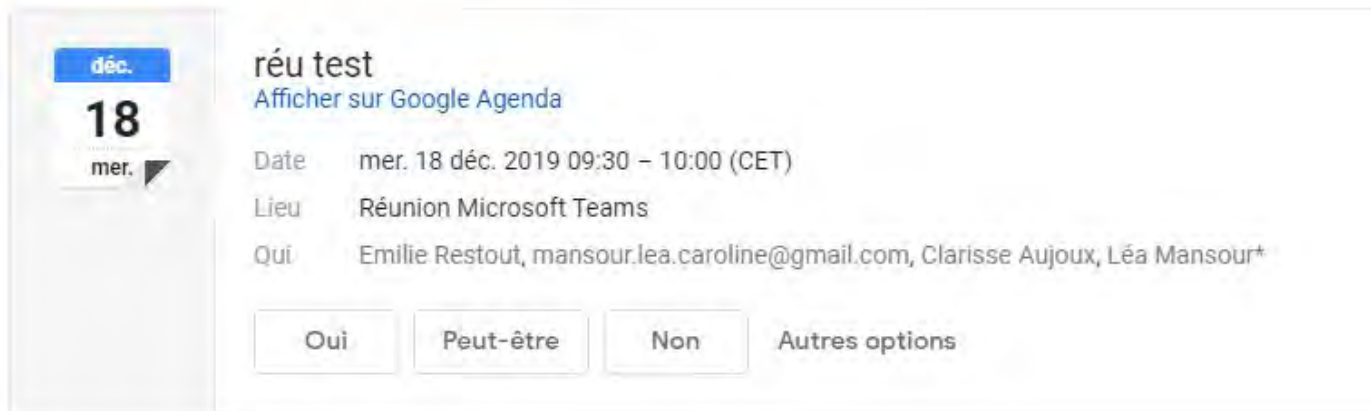 déc.
18
mer.
réu test
Afficher sur Google Agenda
Date mer. 18 déc. 2019 09:30 – 10:00 (CET)
Lieu Réunion Microsoft Teams
Qui Emilie Restout, mansour.lea.caroline@gmail.com, Clarisse Aujoux, Léa Mansour*
Oui Peut-être Non Autres options